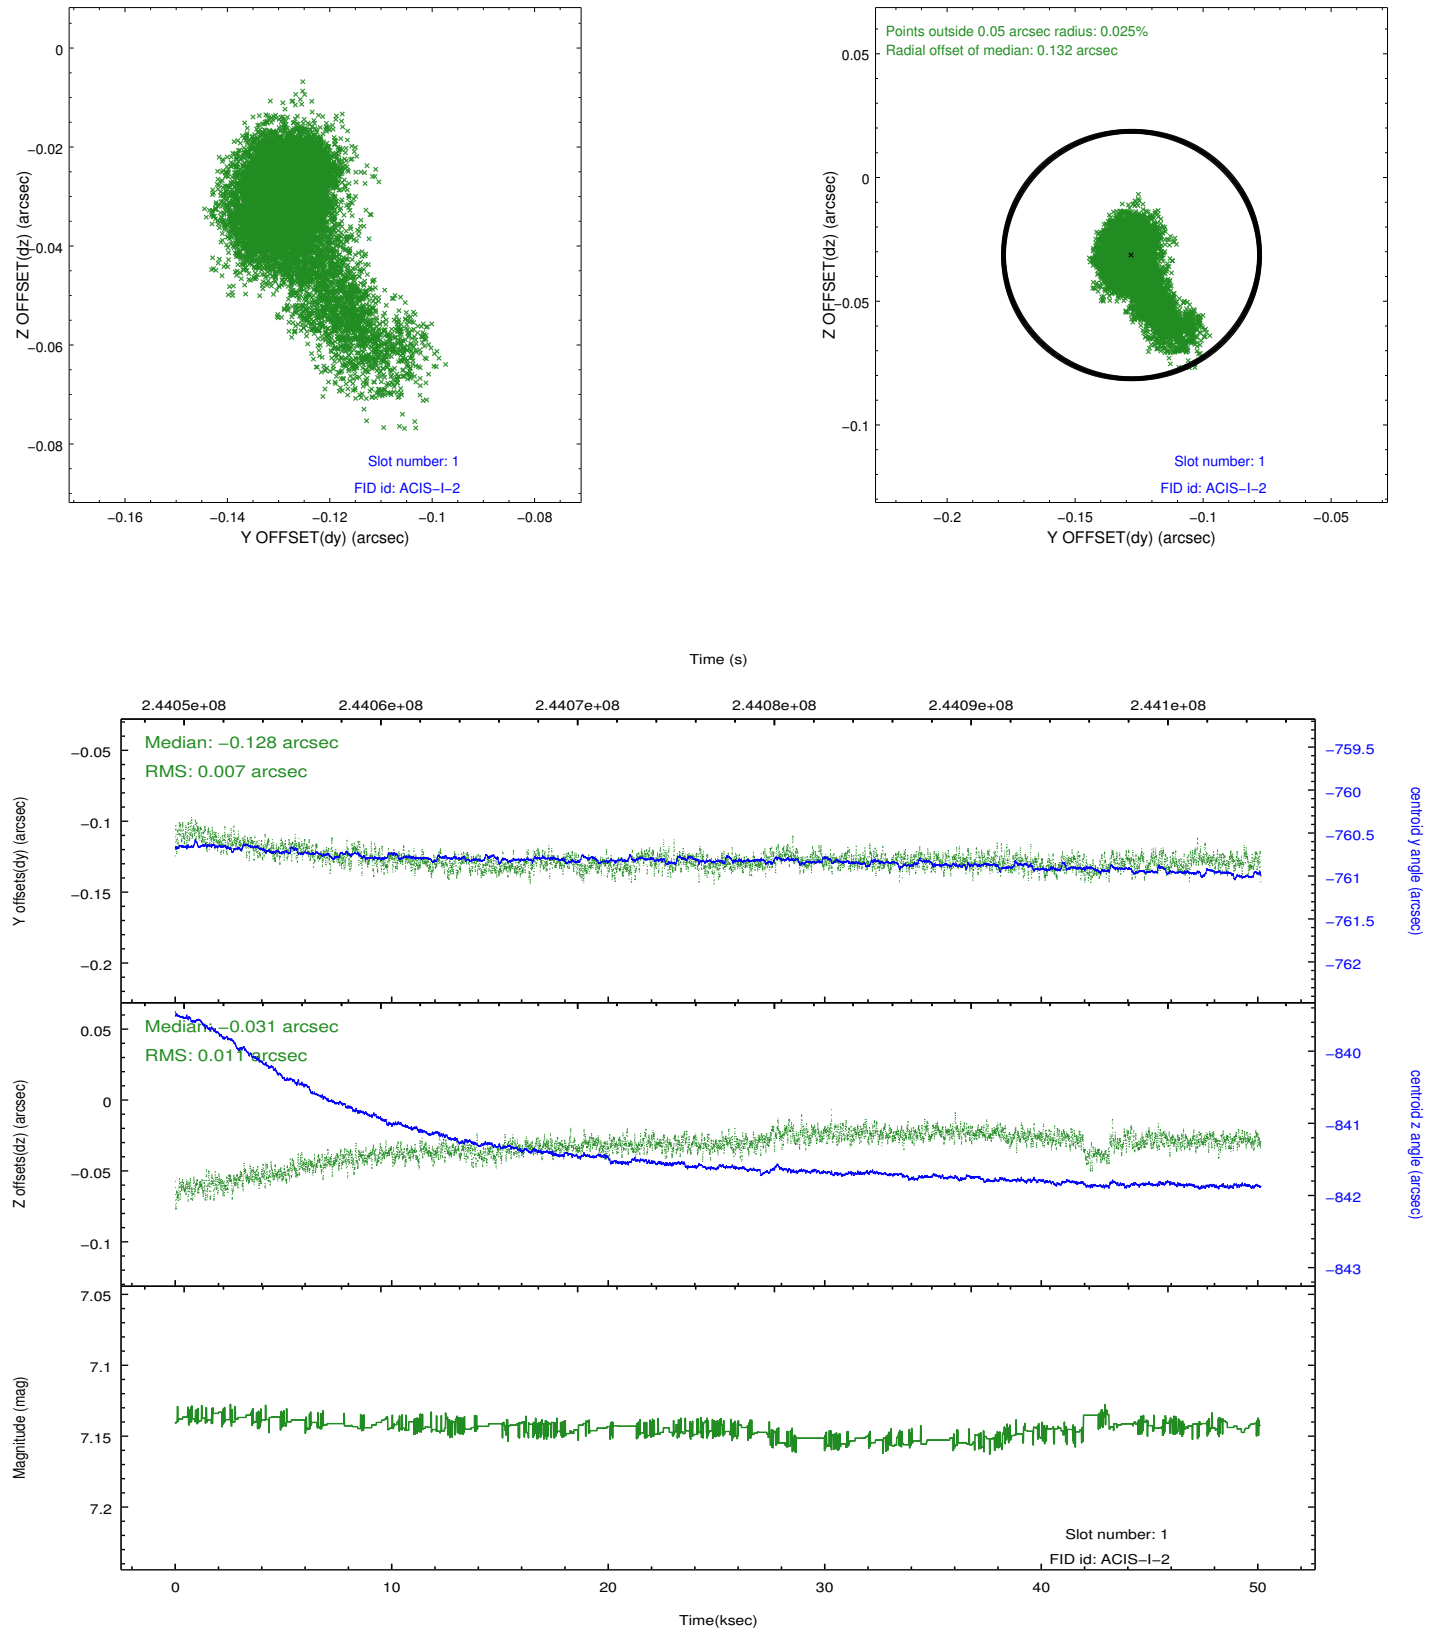 0
−0.02
−0.04
−0.06
−0.08
Z OFFSET(dz) (arcsec)
Slot number: 1
FID id: ACIS−I−2
−0.16 −0.14 −0.12 −0.1 −0.08
Y OFFSET(dy) (arcsec)
Points outside 0.05 arcsec radius: 0.025%
Radial offset of median: 0.132 arcsec
0.05
0
−0.05
−0.1
Z OFFSET(dz) (arcsec)
Slot number: 1
FID id: ACIS−I−2
−0.2 −0.15 −0.1 −0.05
Y OFFSET(dy) (arcsec)
Time (s)
2.4405e+08 2.4406e+08 2.4407e+08 2.4408e+08 2.4409e+08 2.441e+08
Median: −0.128 arcsec
RMS: 0.007 arcsec
−0.05
−0.1
−0.15
−0.2
Y offsets(dy) (arcsec)
−759.5
−760
−760.5
−761
−761.5
−762
centroid y angle (arcsec)
Median: −0.031 arcsec
RMS: 0.011 arcsec
0.05
0
−0.05
−0.1
Z offsets(dz) (arcsec)
−840
−841
−842
−843
centroid z angle (arcsec)
7.05
7.1
7.15
7.2
Magnitude (mag)
Slot number: 1
FID id: ACIS−I−2
0 10 20 30 40 50
Time(ksec)